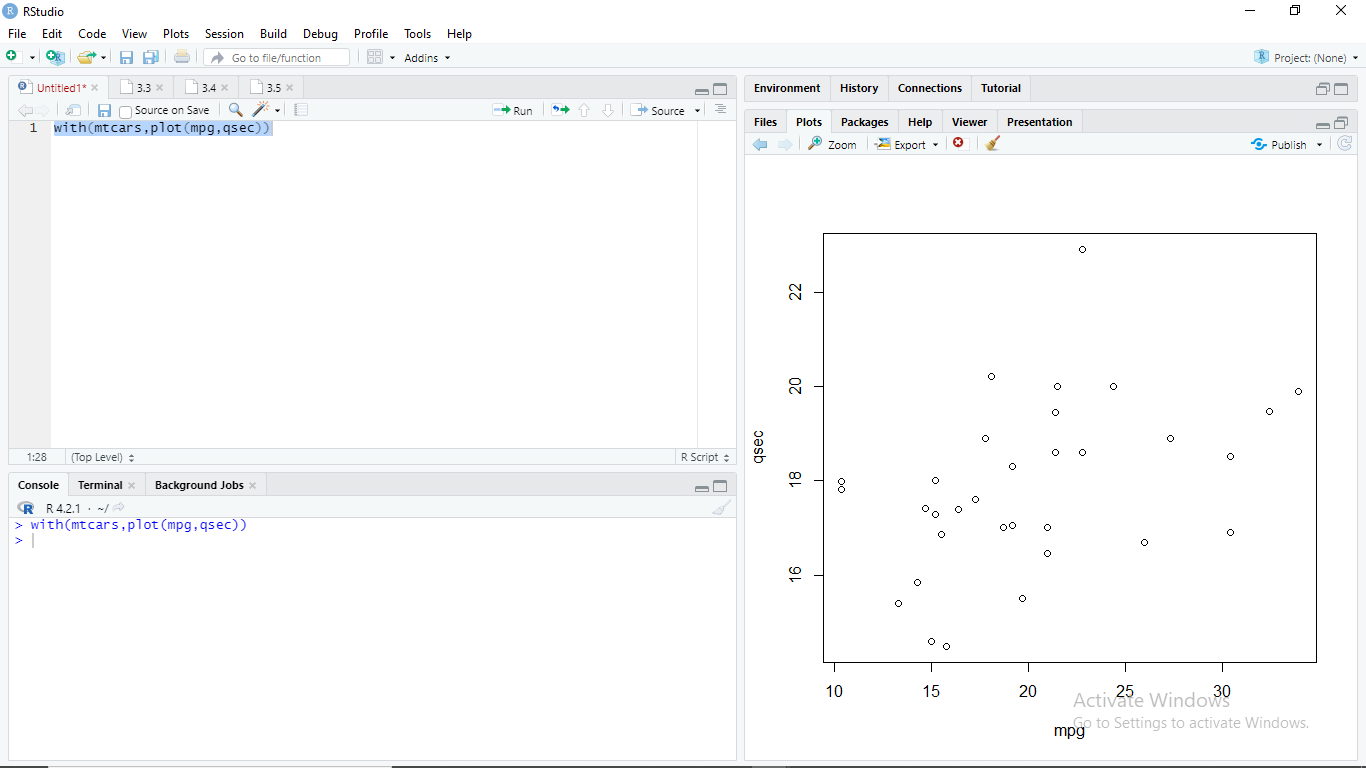 RStudio
File Edit Code View Plots Session Build Debug Profile Tools Help
Go to file/function Addins Project: (None)
Untitled1* 3.3 3.4 3.5
Source on Save Run Source
1 with(mtcars,plot(mpg,qsec))
1:28 (Top Level) R Script
Console Terminal Background Jobs
R 4.2.1 · ~/
> with(mtcars,plot(mpg,qsec))
>
Environment History Connections Tutorial
Files Plots Packages Help Viewer Presentation
Zoom Export Publish
22
20
18
16
qsec
10 15 20 25 30
mpg
Activate Windows
Go to Settings to activate Windows.